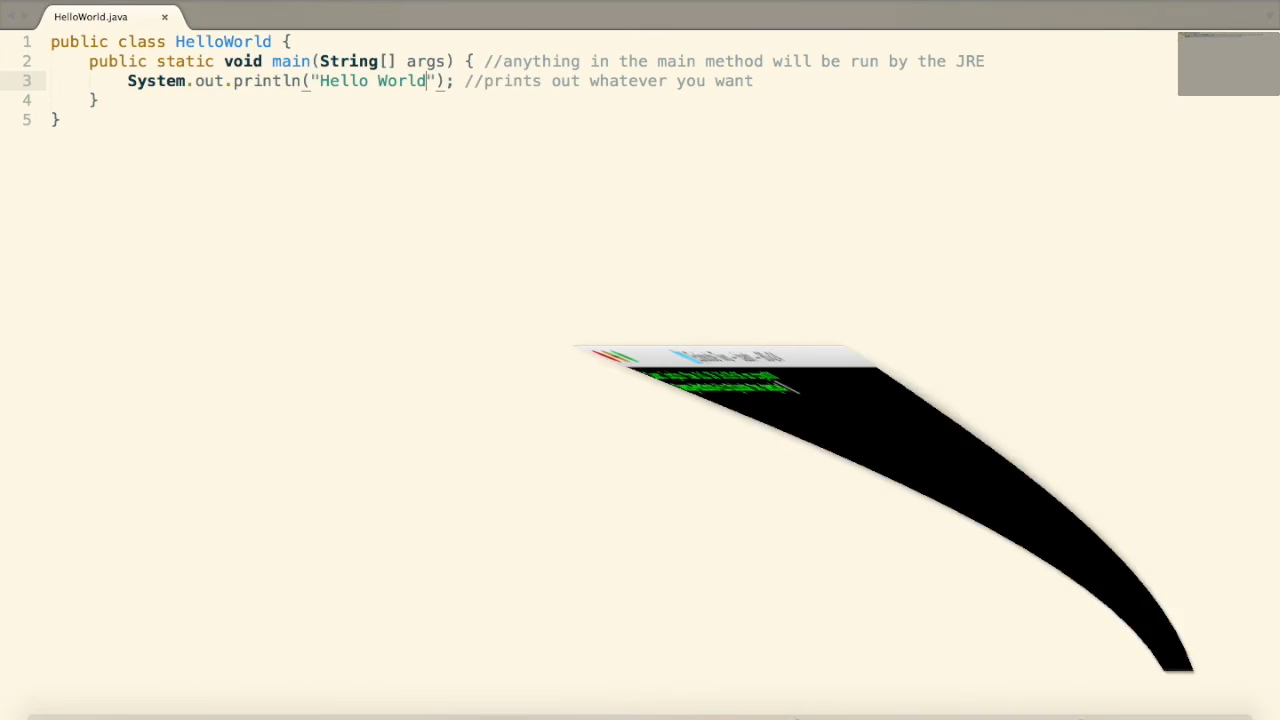 HelloWorld.java ×
1 public class HelloWorld {
2 public static void main(String[] args) { //anything in the main method will be run by the JRE
3 System.out.println("Hello World"); //prints out whatever you want
4 }
5 }